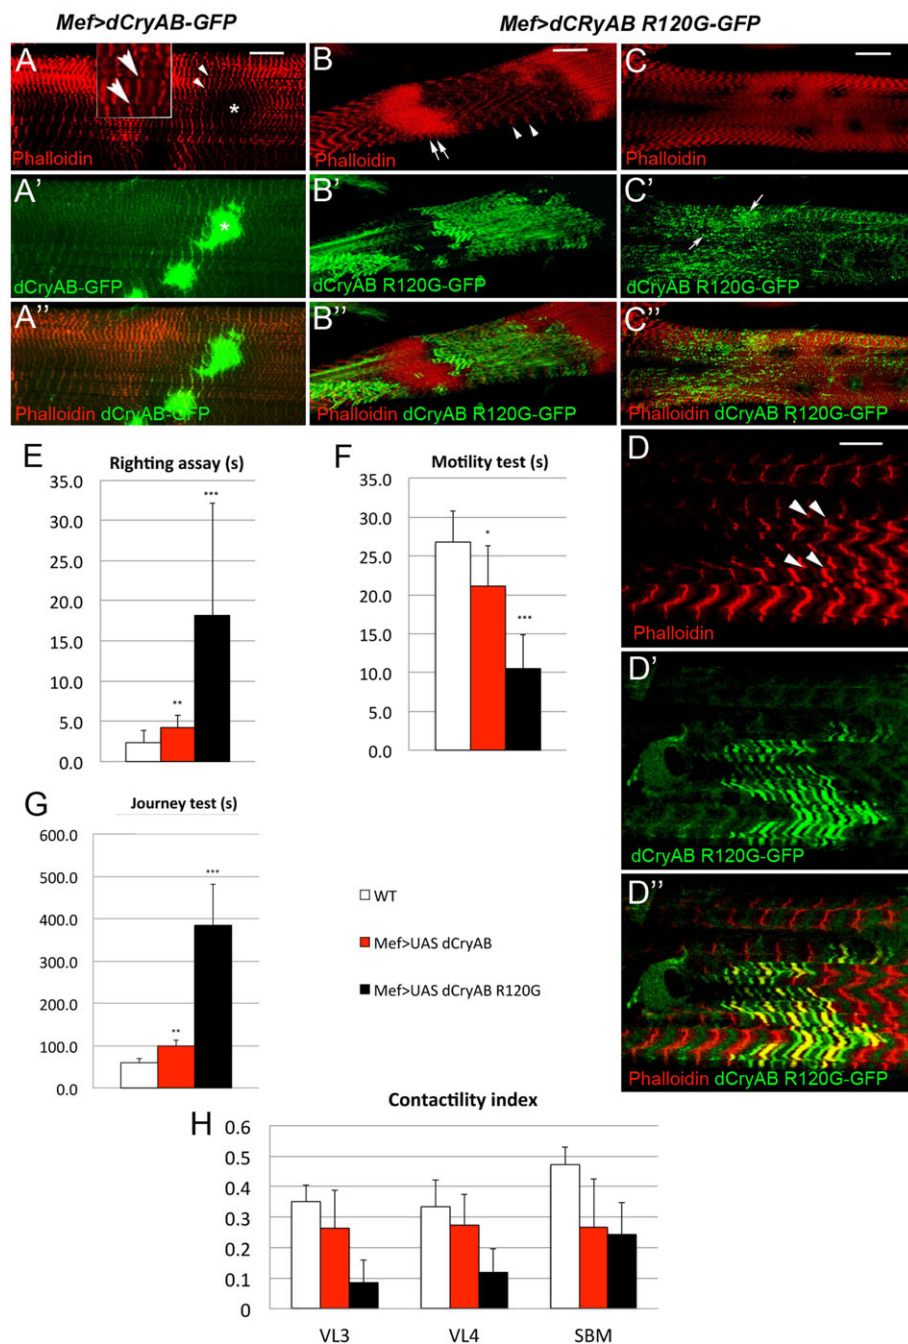 Mef>dCryAB-GFP
Mef>dCRyAB R120G-GFP
A
*
Phalloidin
B
Phalloidin
C
Phalloidin
A'
*
dCryAB-GFP
B'
dCryAB R120G-GFP
C'
dCryAB R120G-GFP
A''
Phalloidin dCryAB-GFP
B''
Phalloidin dCryAB R120G-GFP
C''
Phalloidin dCryAB R120G-GFP
E
Righting assay (s)
35.0
30.0
25.0
20.0
15.0
10.0
5.0
0.0
**
***
F
Motility test (s)
35.0
30.0
25.0
20.0
15.0
10.0
5.0
0.0
*
***
D
Phalloidin
D'
dCryAB R120G-GFP
D''
Phalloidin dCryAB R120G-GFP
G
Journey test (s)
600.0
500.0
400.0
300.0
200.0
100.0
0.0
**
***
WT
Mef>UAS dCryAB
Mef>UAS dCryAB R120G
H
Contactility index
0.6
0.5
0.4
0.3
0.2
0.1
0
VL3
VL4
SBM